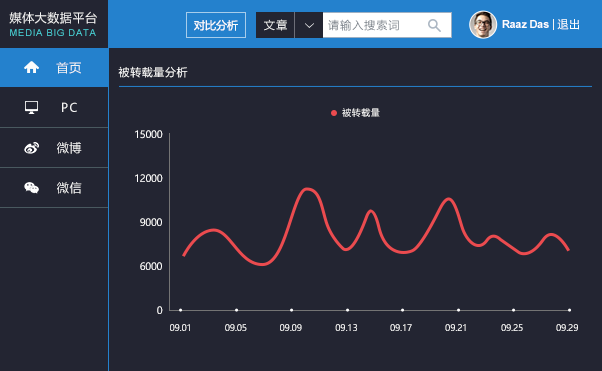 媒体大数据平台
MEDIA BIG DATA
对比分析
文章
请输入搜索词
Raaz Das | 退出
首页
PC
微博
微信
被转载量分析
被转载量
15000
12000
9000
6000
0
09.01 09.05 09.09 09.13 09.17 09.21 09.25 09.29